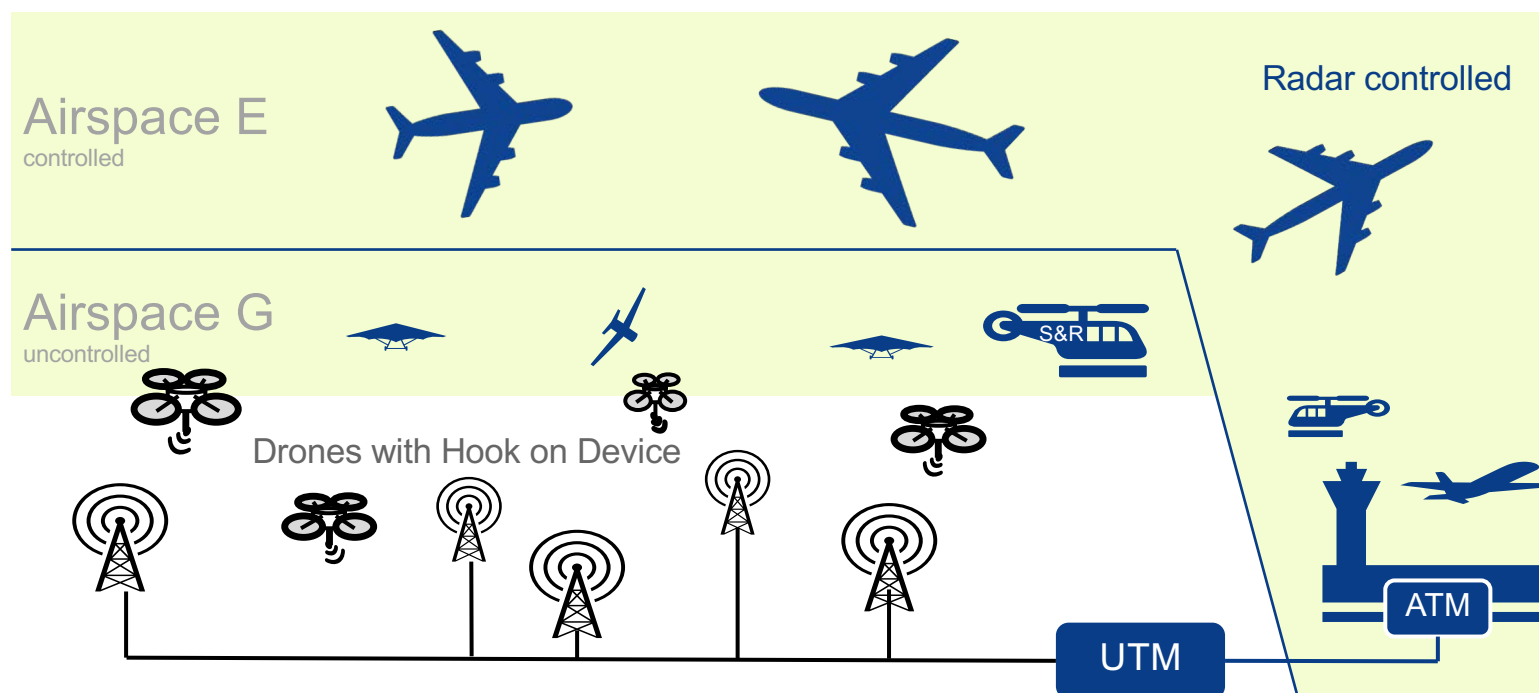 Airspace E
controlled
Radar controlled
Airspace G
uncontrolled
S&R
Drones with Hook on Device
ATM
UTM